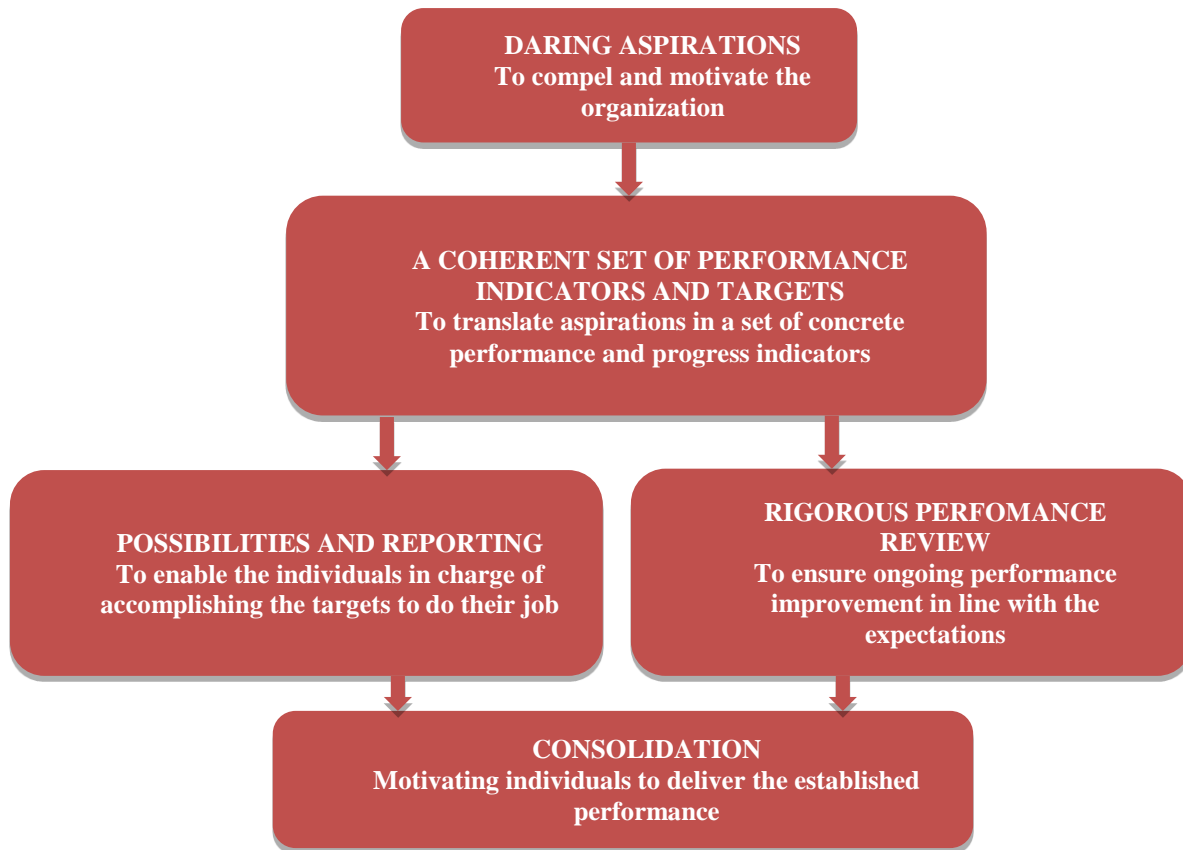 DARING ASPIRATIONS
To compel and motivate the
organization
A COHERENT SET OF PERFORMANCE
INDICATORS AND TARGETS
To translate aspirations in a set of concrete
performance and progress indicators
POSSIBILITIES AND REPORTING
To enable the individuals in charge of
accomplishing the targets to do their job
RIGOROUS PERFOMANCE
REVIEW
To ensure ongoing performance
improvement in line with the
expectations
CONSOLIDATION
Motivating individuals to deliver the established
performance